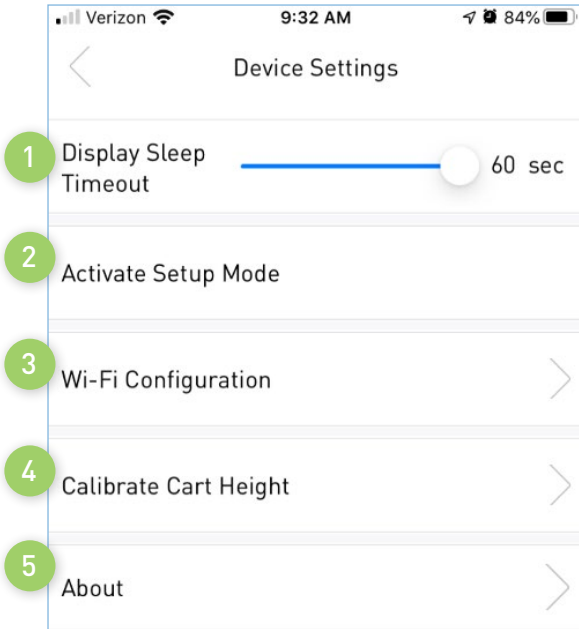 Verizon 9:32 AM 84%
Device Settings
1 Display Sleep
Timeout
60 sec
2
Activate Setup Mode
3
Wi-Fi Configuration
4
Calibrate Cart Height
5
About